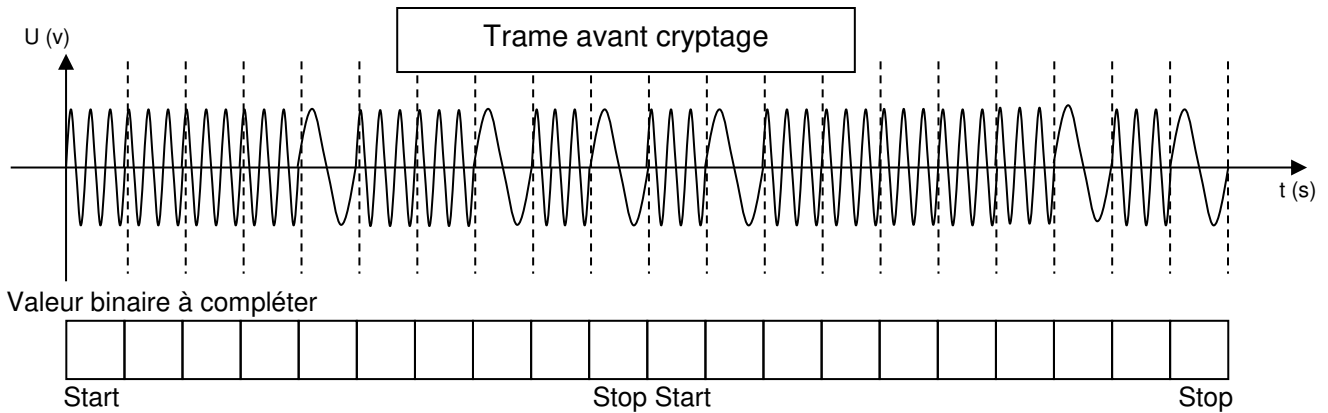 Trame avant cryptage
U (v)
t (s)
Valeur binaire à compléter
Start Stop Start Stop